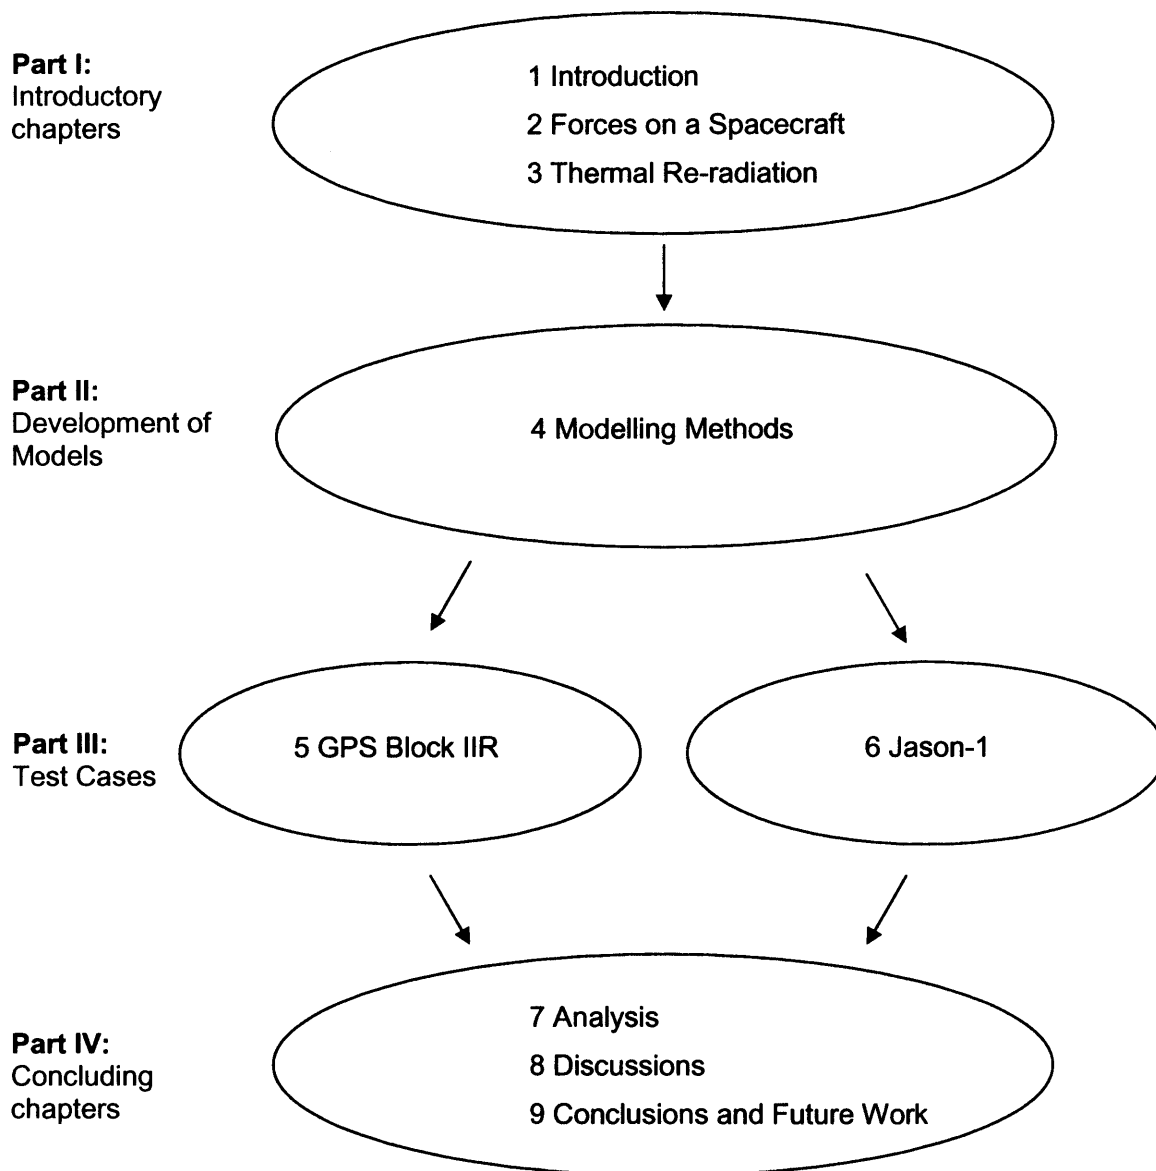 Part I:
Introductory
chapters
1 Introduction
2 Forces on a Spacecraft
3 Thermal Re-radiation
Part II:
Development of
Models
4 Modelling Methods
Part III:
Test Cases
5 GPS Block IIR
6 Jason-1
Part IV:
Concluding
chapters
7 Analysis
8 Discussions
9 Conclusions and Future Work